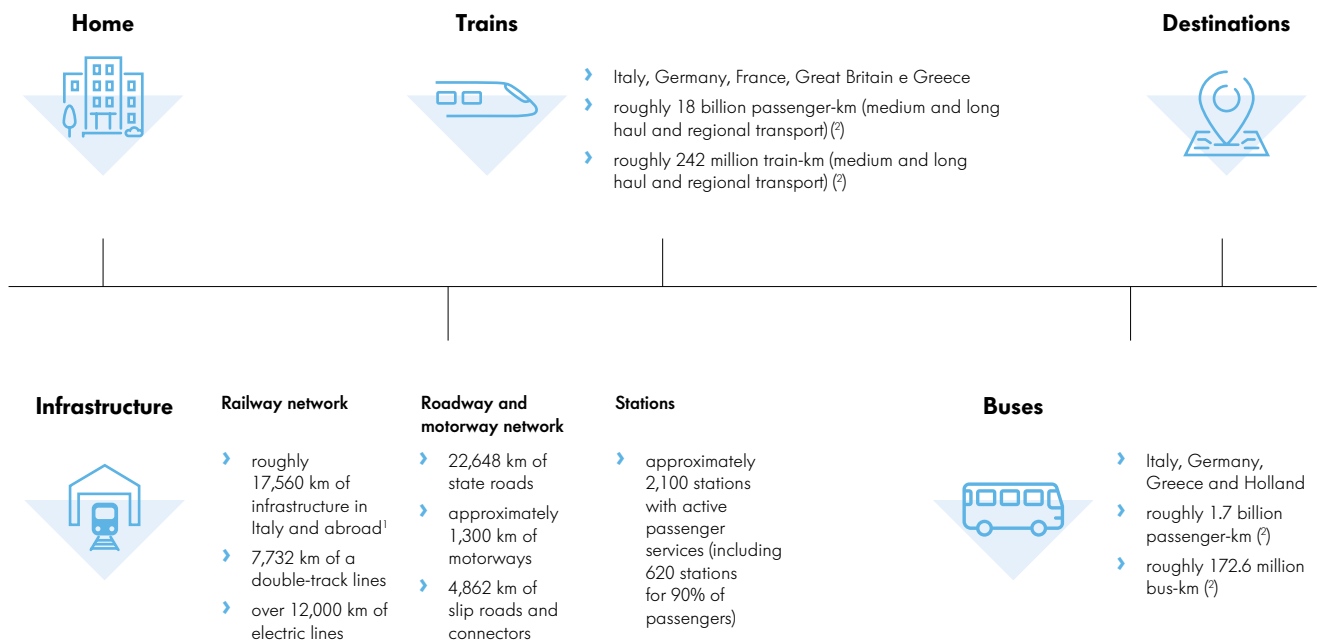 Home
Trains
Destinations
› Italy, Germany, France, Great Britain e Greece
› roughly 18 billion passenger-km (medium and long
haul and regional transport) (²)
› roughly 242 million train-km (medium and long
haul and regional transport) (²)
Infrastructure
Railway network
› roughly
17,560 km of
infrastructure in
Italy and abroad¹
› 7,732 km of a
double-track lines
› over 12,000 km of
electric lines
Roadway and
motorway network
› 22,648 km of
state roads
› approximately
1,300 km of
motorways
› 4,862 km of
slip roads and
connectors
Stations
› approximately
2,100 stations
with active
passenger
services (including
620 stations
for 90% of
passengers)
Buses
› Italy, Germany,
Greece and Holland
› roughly 1.7 billion
passenger-km (²)
› roughly 172.6 million
bus-km (²)